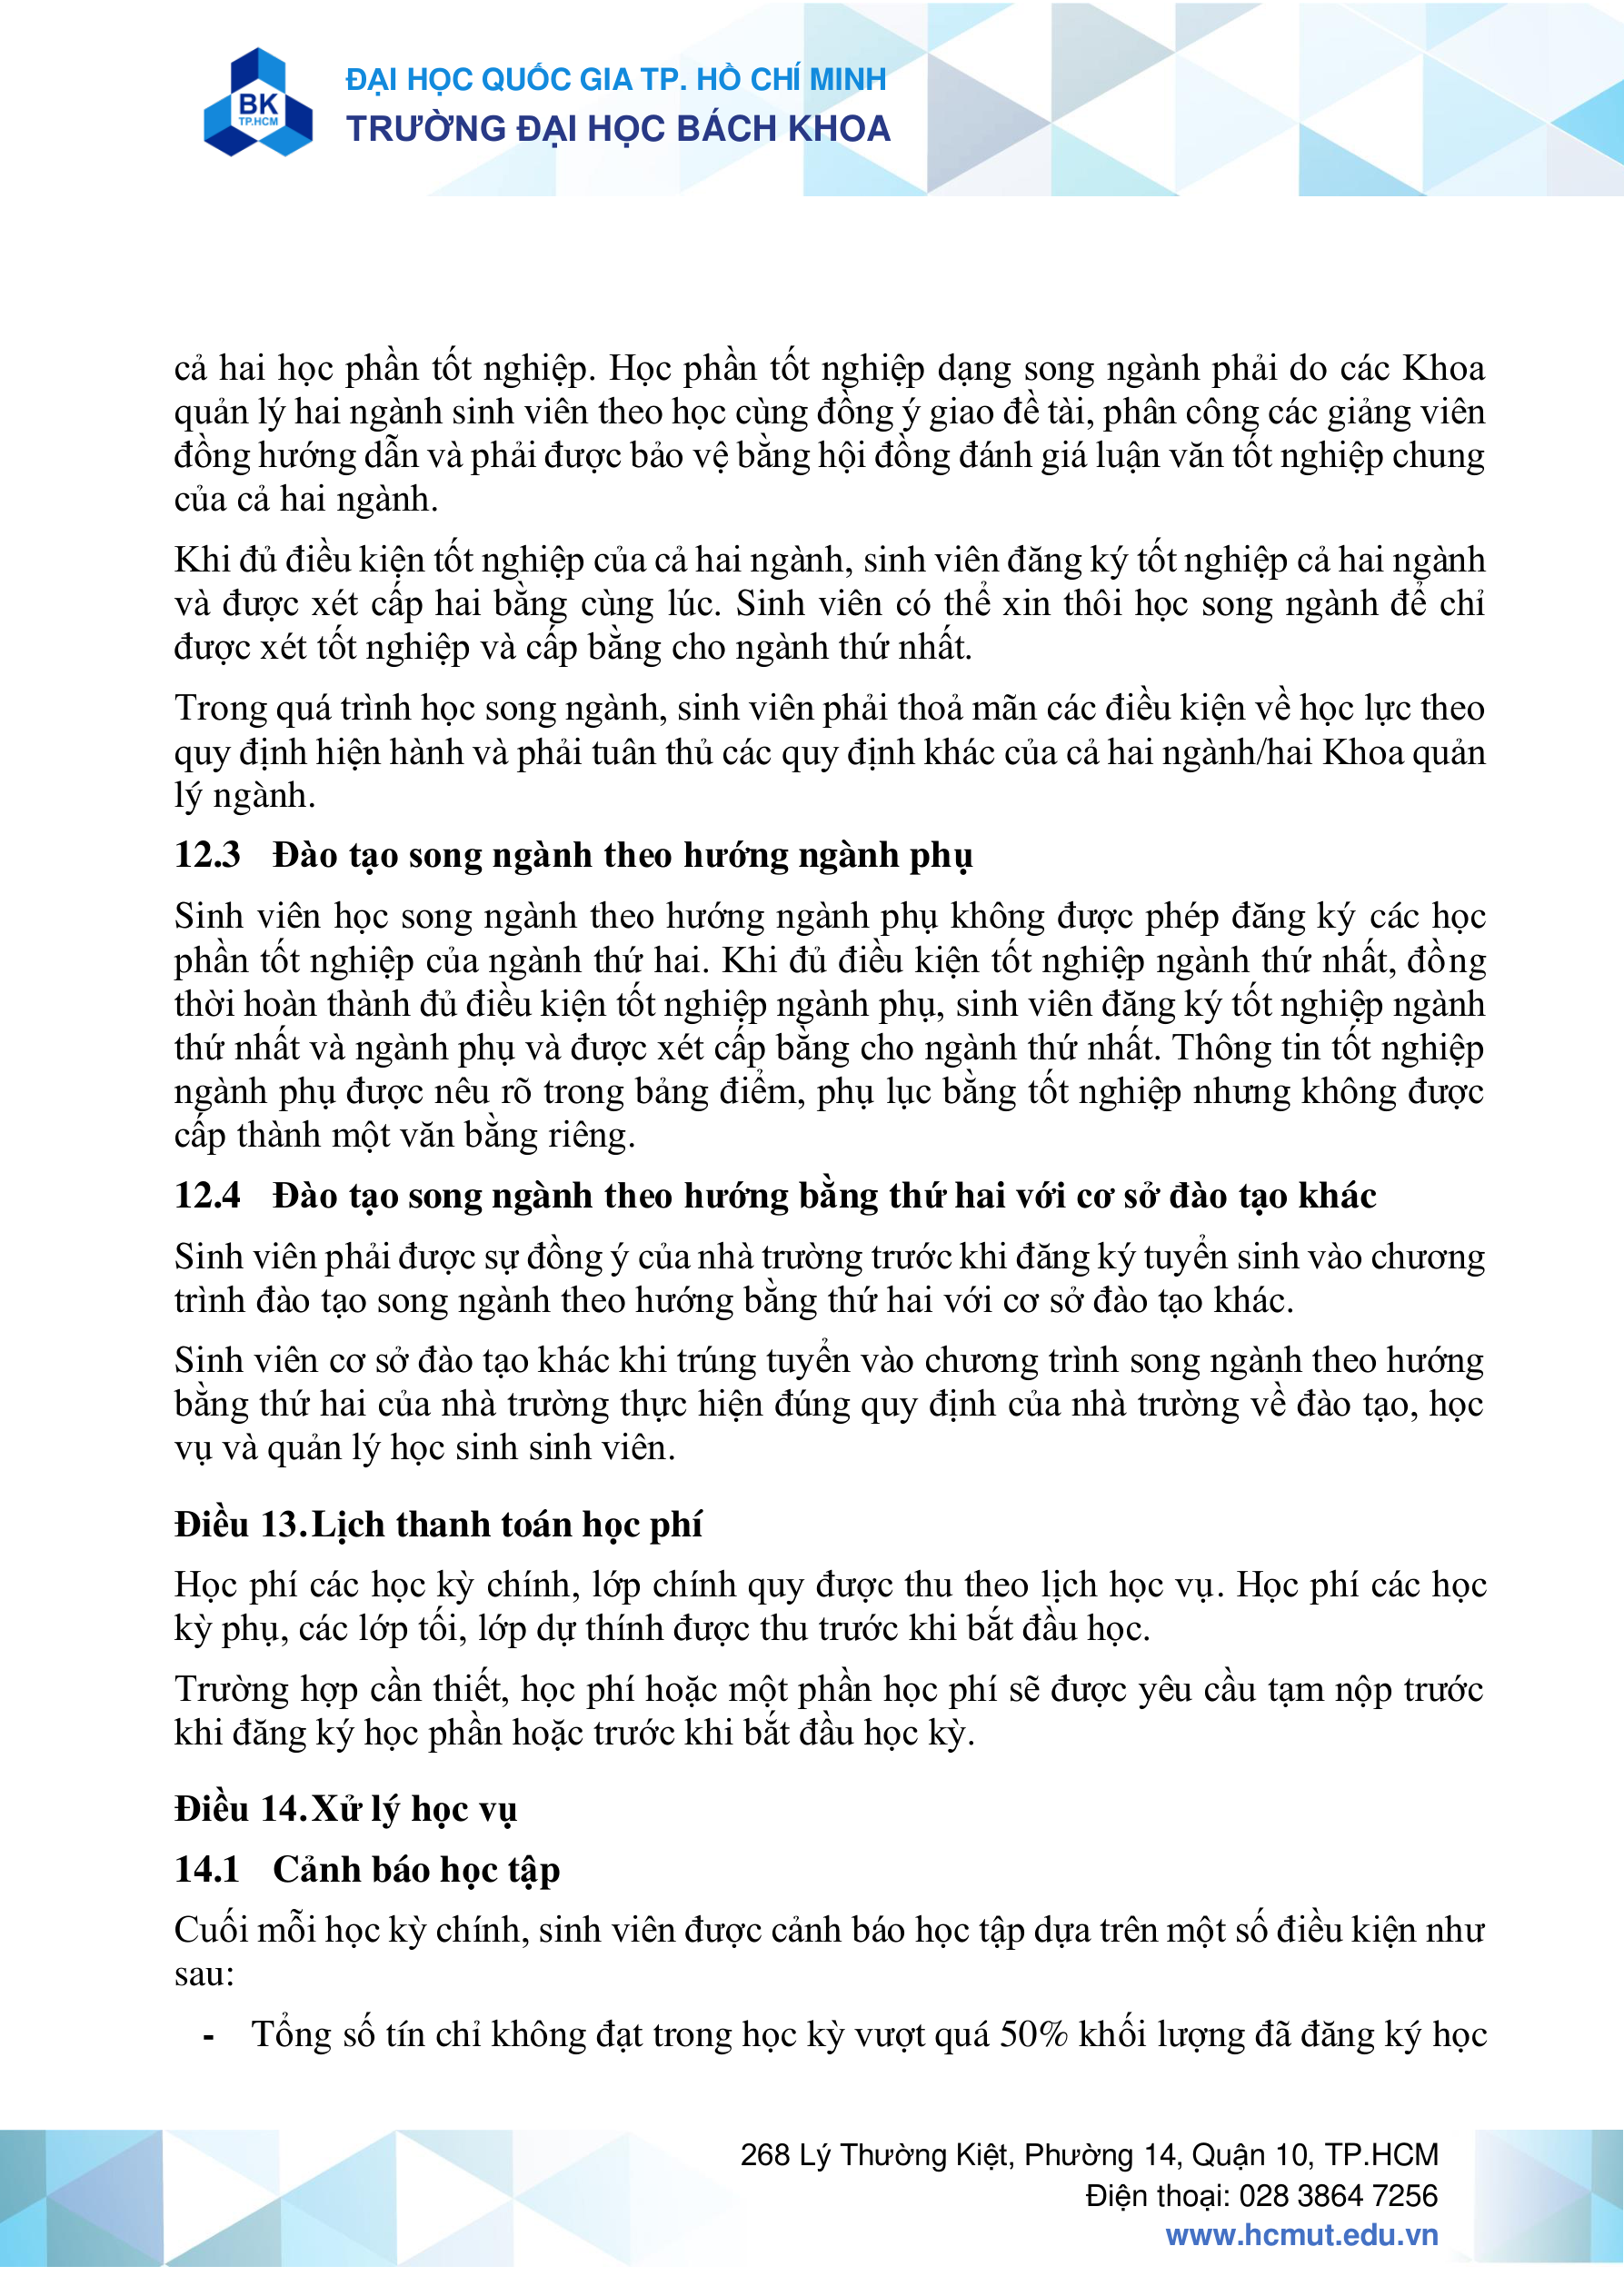 BK
TP.HCM
ĐẠI HỌC QUỐC GIA TP. HỒ CHÍ MINH
TRƯỜNG ĐẠI HỌC BÁCH KHOA
cả hai học phần tốt nghiệp. Học phần tốt nghiệp dạng song ngành phải do các Khoa
quản lý hai ngành sinh viên theo học cùng đồng ý giao đề tài, phân công các giảng viên
đồng hướng dẫn và phải được bảo vệ bằng hội đồng đánh giá luận văn tốt nghiệp chung
của cả hai ngành.
Khi đủ điều kiện tốt nghiệp của cả hai ngành, sinh viên đăng ký tốt nghiệp cả hai ngành
và được xét cấp hai bằng cùng lúc. Sinh viên có thể xin thôi học song ngành để chỉ
được xét tốt nghiệp và cấp bằng cho ngành thứ nhất.
Trong quá trình học song ngành, sinh viên phải thoả mãn các điều kiện về học lực theo
quy định hiện hành và phải tuân thủ các quy định khác của cả hai ngành/hai Khoa quản
lý ngành.
12.3 Đào tạo song ngành theo hướng ngành phụ
Sinh viên học song ngành theo hướng ngành phụ không được phép đăng ký các học
phần tốt nghiệp của ngành thứ hai. Khi đủ điều kiện tốt nghiệp ngành thứ nhất, đồng
thời hoàn thành đủ điều kiện tốt nghiệp ngành phụ, sinh viên đăng ký tốt nghiệp ngành
thứ nhất và ngành phụ và được xét cấp bằng cho ngành thứ nhất. Thông tin tốt nghiệp
ngành phụ được nêu rõ trong bảng điểm, phụ lục bằng tốt nghiệp nhưng không được
cấp thành một văn bằng riêng.
12.4 Đào tạo song ngành theo hướng bằng thứ hai với cơ sở đào tạo khác
Sinh viên phải được sự đồng ý của nhà trường trước khi đăng ký tuyển sinh vào chương
trình đào tạo song ngành theo hướng bằng thứ hai với cơ sở đào tạo khác.
Sinh viên cơ sở đào tạo khác khi trúng tuyển vào chương trình song ngành theo hướng
bằng thứ hai của nhà trường thực hiện đúng quy định của nhà trường về đào tạo, học
vụ và quản lý học sinh sinh viên.
Điều 13. Lịch thanh toán học phí
Học phí các học kỳ chính, lớp chính quy được thu theo lịch học vụ. Học phí các học
kỳ phụ, các lớp tối, lớp dự thính được thu trước khi bắt đầu học.
Trường hợp cần thiết, học phí hoặc một phần học phí sẽ được yêu cầu tạm nộp trước
khi đăng ký học phần hoặc trước khi bắt đầu học kỳ.
Điều 14. Xử lý học vụ
14.1 Cảnh báo học tập
Cuối mỗi học kỳ chính, sinh viên được cảnh báo học tập dựa trên một số điều kiện như
sau:
- Tổng số tín chỉ không đạt trong học kỳ vượt quá 50% khối lượng đã đăng ký học
268 Lý Thường Kiệt, Phường 14, Quận 10, TP.HCM
Điện thoại: 028 3864 7256
www.hcmut.edu.vn